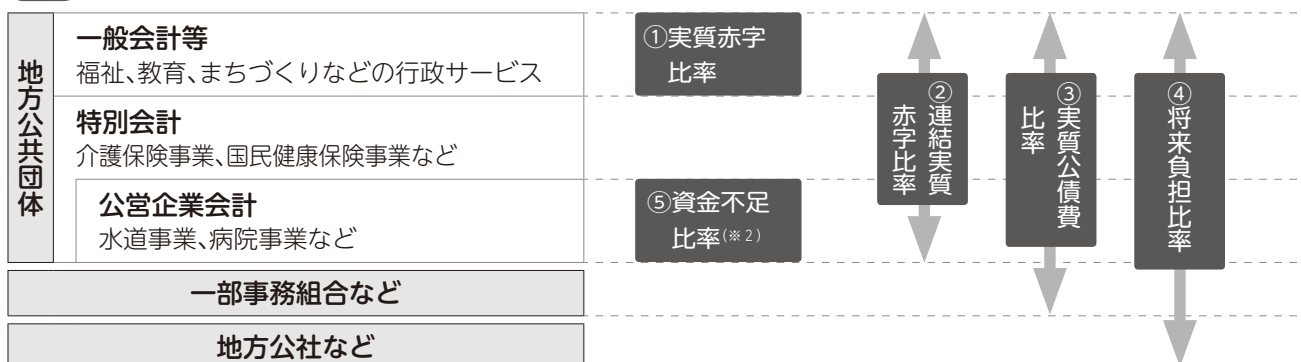 地方公共団体
一般会計等
福祉、教育、まちづくりなどの行政サービス
特別会計
介護保険事業、国民健康保険事業など
公営企業会計
水道事業、病院事業など
一部事務組合など
地方公社など
①実質赤字
比率
⑤資金不足
比率(※2)
②連結実質
赤字比率
③実質公債費
比率
④将来負担比率